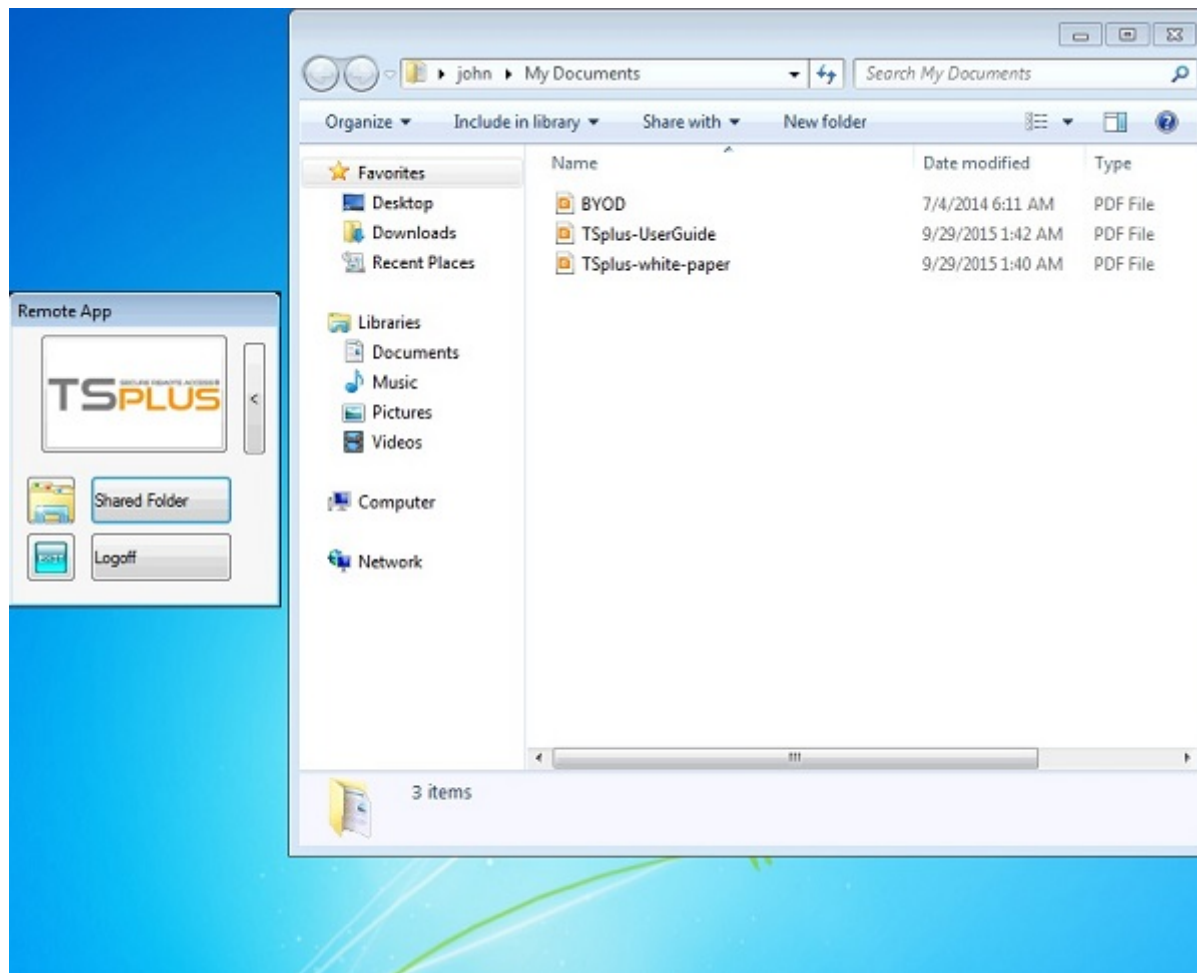 john ▸ My Documents
Search My Documents
Organize
Include in library
Share with
New folder
Name
Date modified
Type
Favorites
Desktop
Downloads
Recent Places
Libraries
Documents
Music
Pictures
Videos
Computer
Network
BYOD 7/4/2014 6:11 AM PDF File
TSplus-UserGuide 9/29/2015 1:42 AM PDF File
TSplus-white-paper 9/29/2015 1:40 AM PDF File
3 items
Remote App
TSPLUS
SECURE REMOTE ACCESS
Shared Folder
Logoff